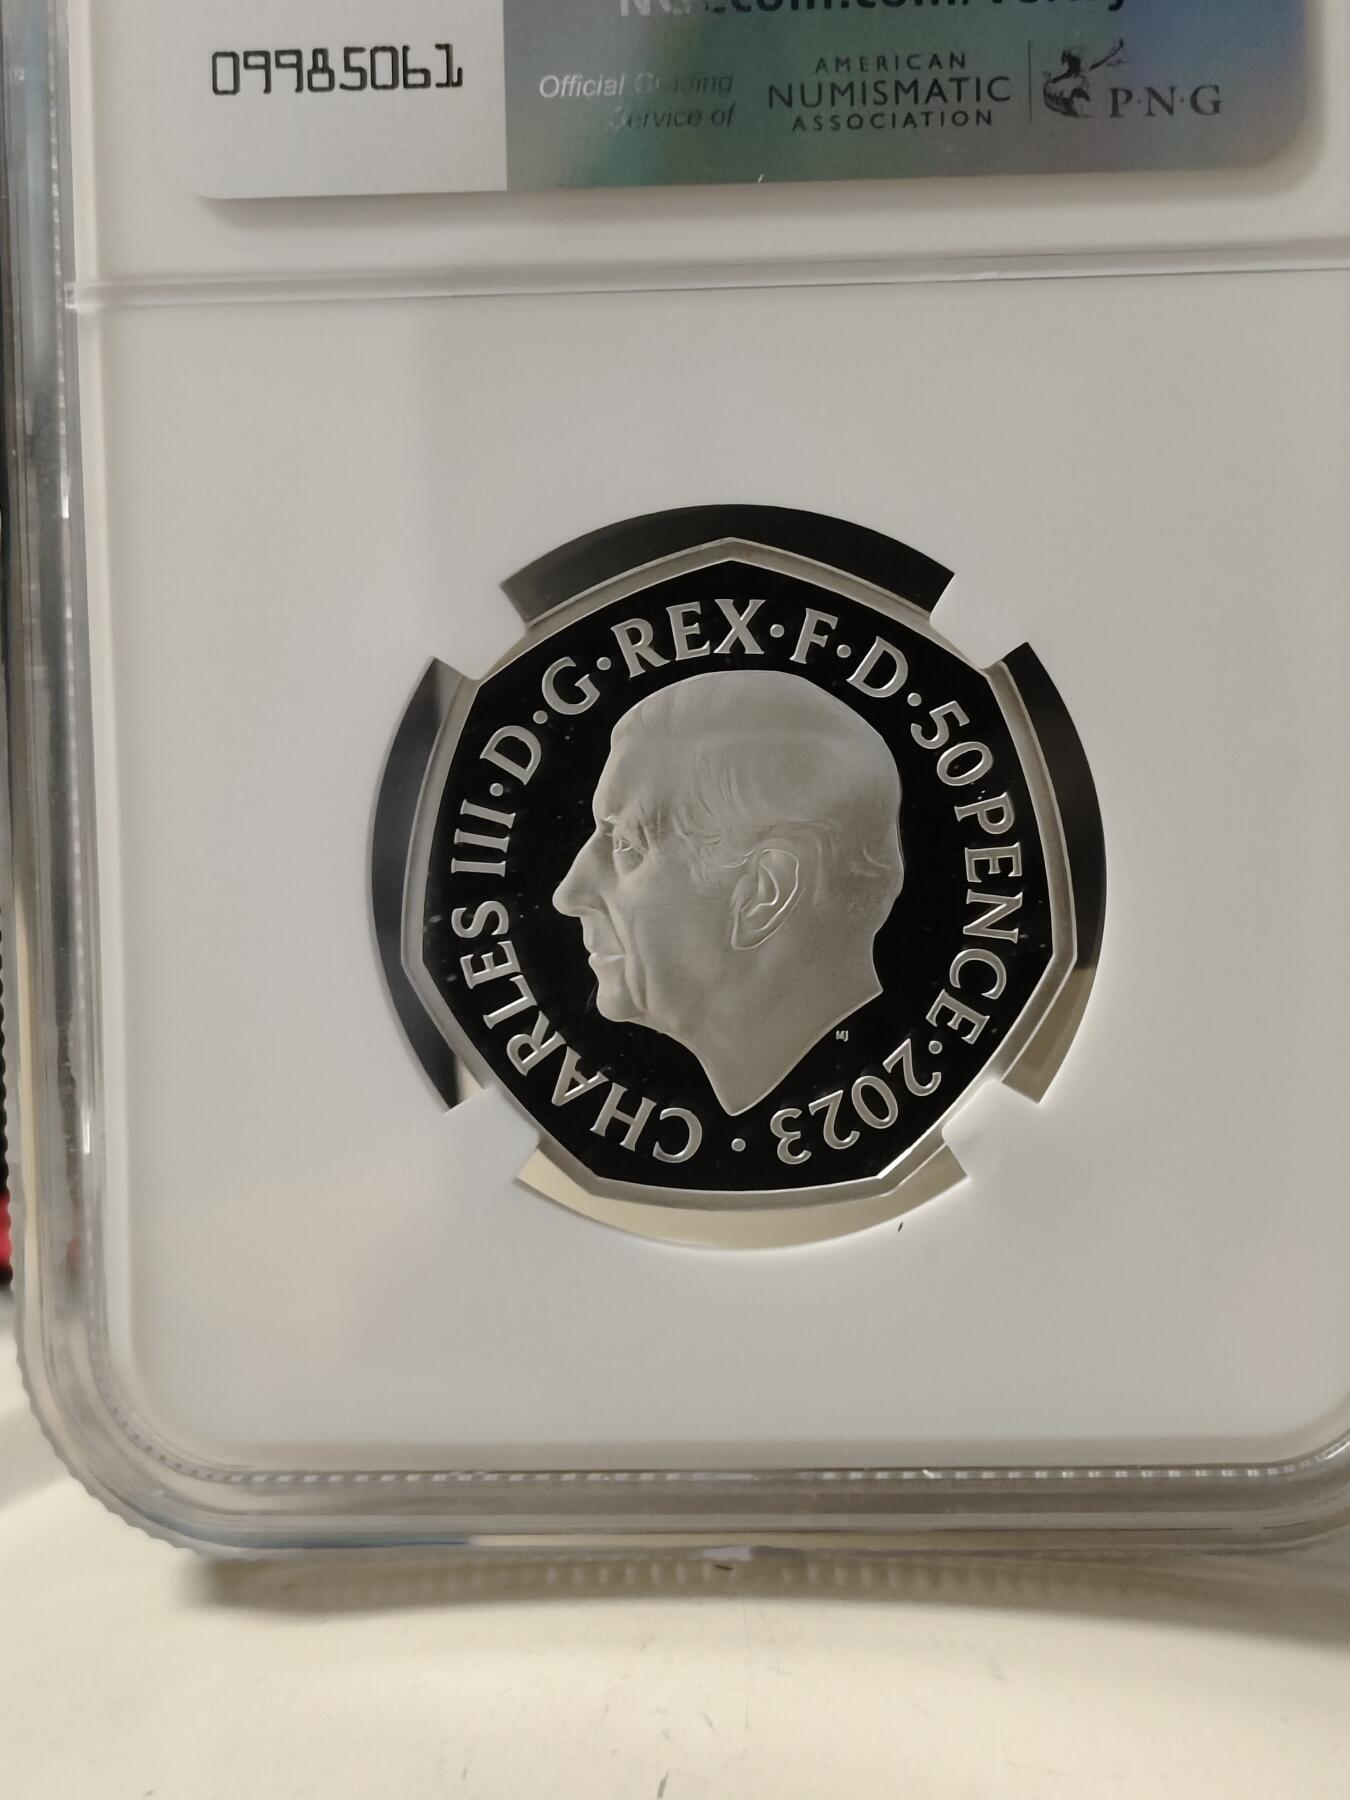 09985061
Official Grading
Service of
AMERICAN
NUMISMATIC
ASSOCIATION
P·N·G
CHARLES III·D·G·REX·F·D·50 PENCE·2023·
MJ